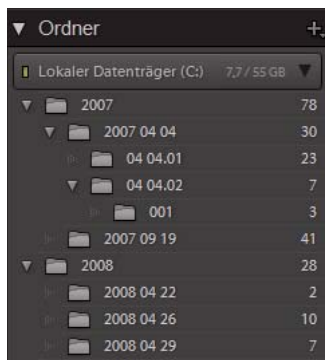 Ordner
Lokaler Datenträger (C:) 7,7 / 55 GB
2007 78
2007 04 04 30
04 04.01 23
04 04.02 7
001 3
2007 09 19 41
2008 28
2008 04 22 2
2008 04 26 10
2008 04 29 7